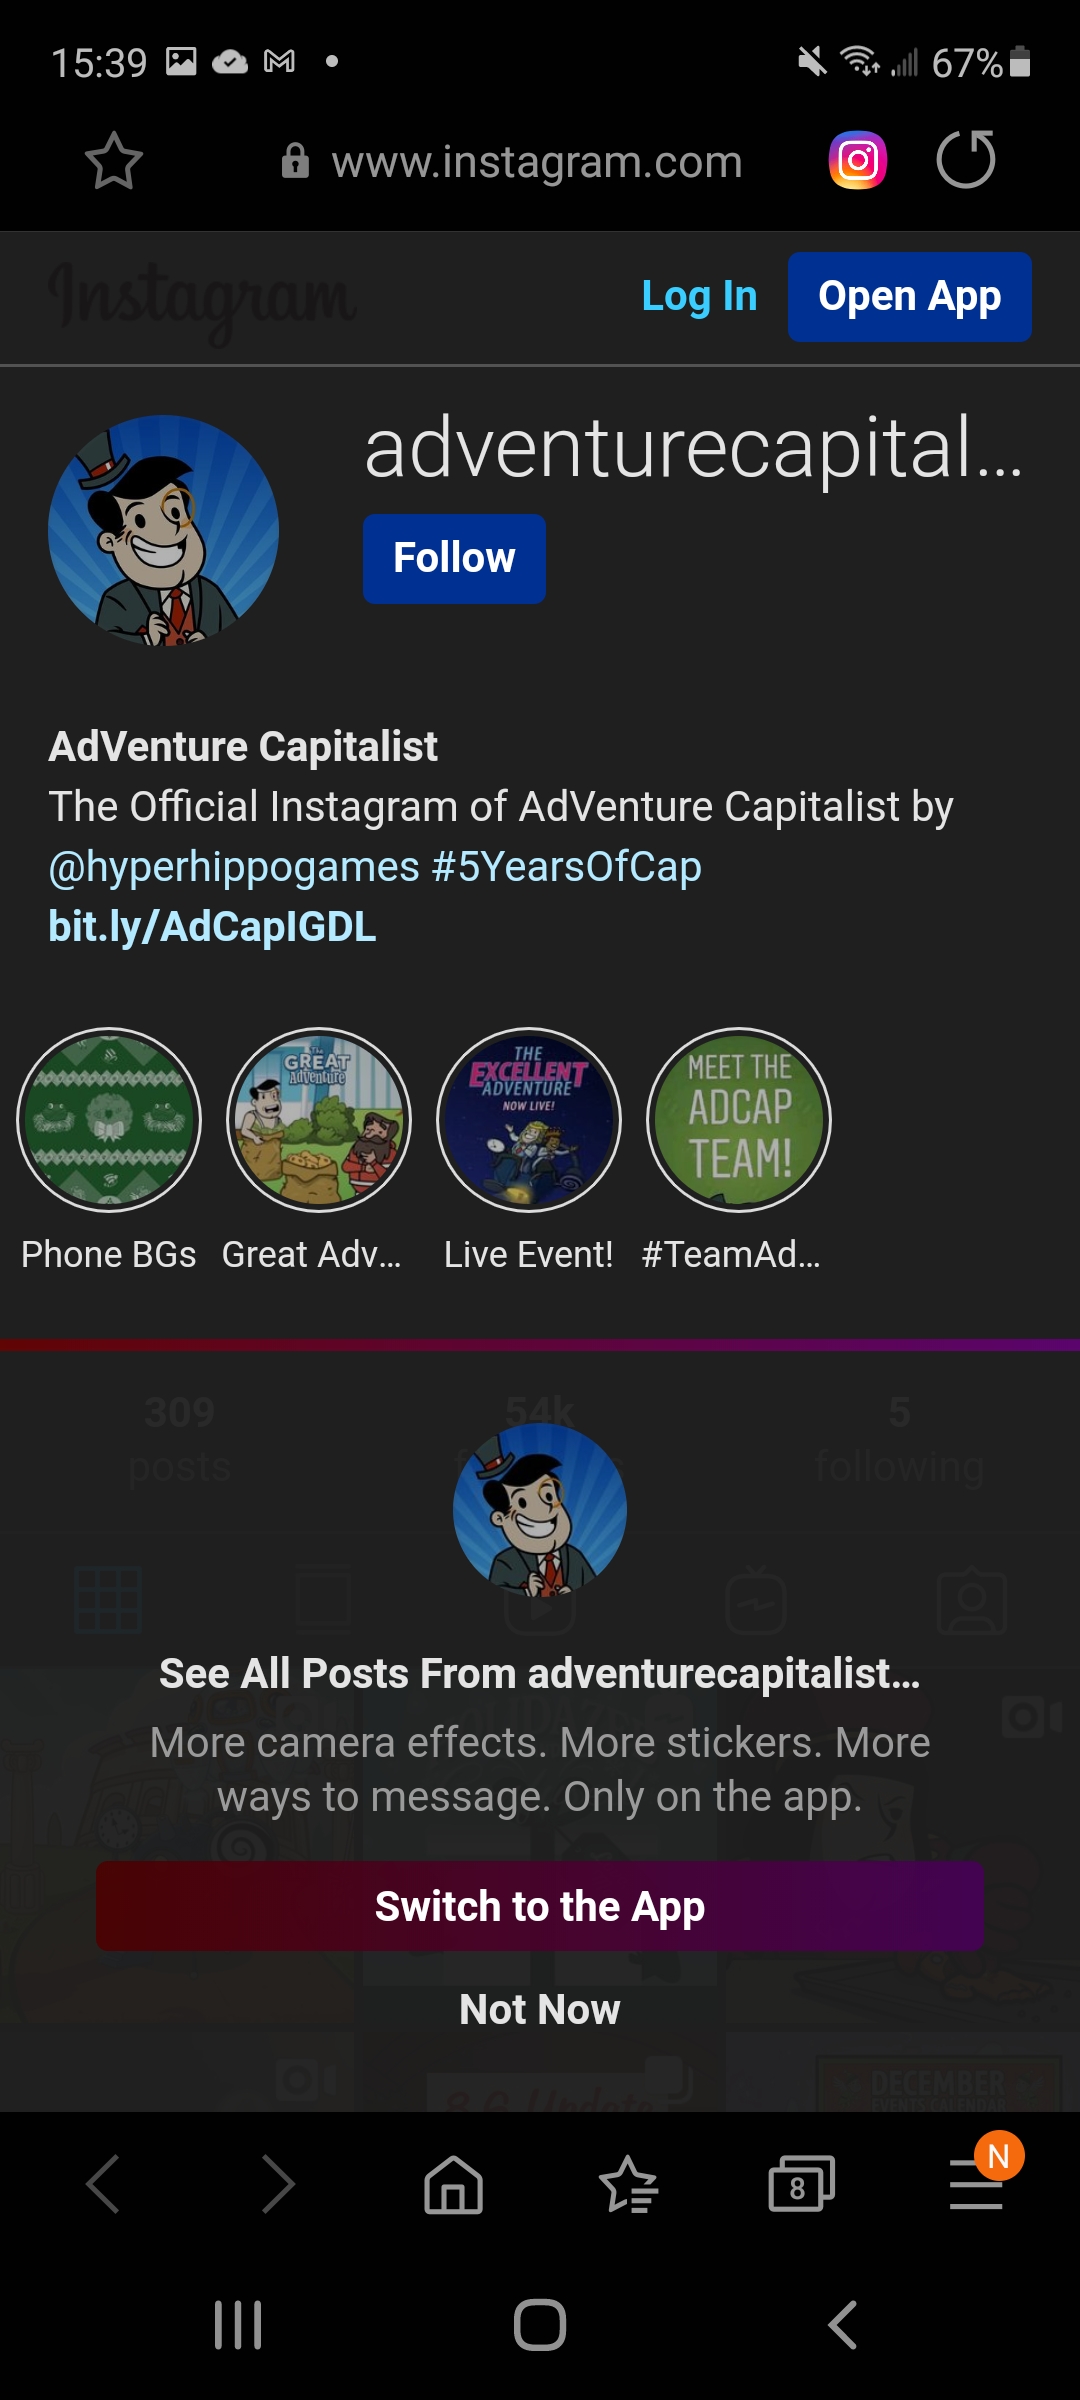 15:39
67%
www.instagram.com
Instagram
Log In
Open App
adventurecapital...
Follow
AdVenture Capitalist
The Official Instagram of AdVenture Capitalist by
@hyperhippogames #5YearsOfCap
bit.ly/AdCapIGDL
The
GREAT
Adventure
THE
EXCELLENT
ADVENTURE
NOW LIVE!
MEET THE
ADCAP
TEAM!
Phone BGs
Great Adv...
Live Event!
#TeamAd...
309
54k
5
posts
following
See All Posts From adventurecapitalist...
More camera effects. More stickers. More
ways to message. Only on the app.
Switch to the App
Not Now
8.6 Update
DECEMBER
EVENTS CALENDAR
N
8